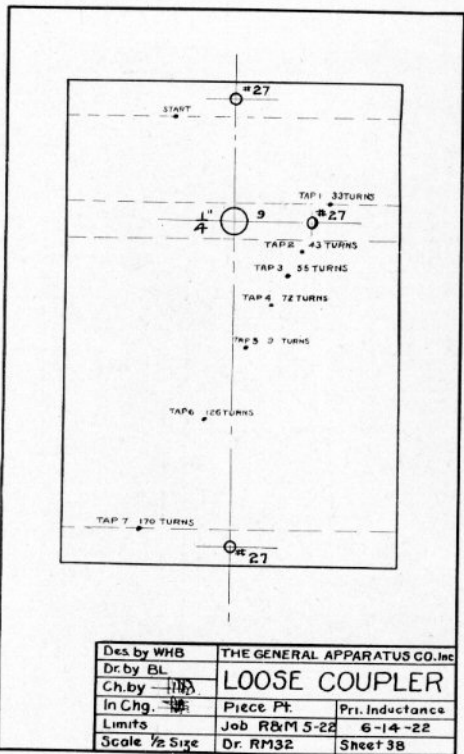 #27
START
TAP 1 33 TURNS
1/4" 9 #27
TAP 2 43 TURNS
TAP 3 55 TURNS
TAP 4 72 TURNS
TAP 5 TURNS
TAP 6 126 TURNS
TAP 7 170 TURNS
#27
Des. by WHB
THE GENERAL APPARATUS CO. Inc
Dr. by BL
LOOSE COUPLER
Ch. by
In Chg.
Piece Pt. Pri. Inductance
Limits Job R&M 5-22 6-14-22
Scale 1/2 Size Dr. RM32 Sheet 38